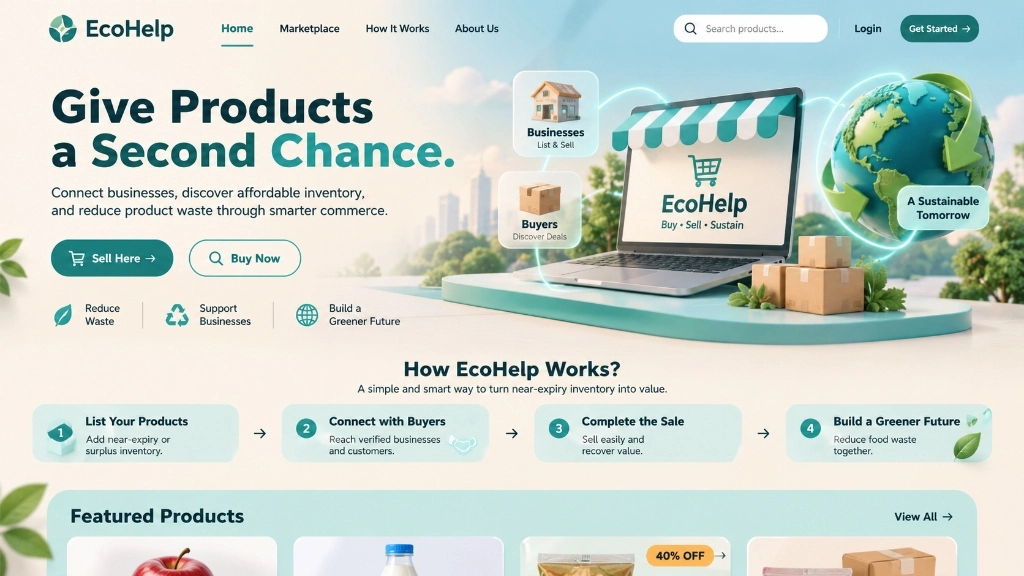 EcoHelp
Home
Marketplace
How It Works
About Us
Search products...
Login
Get Started →
Give Products
a Second Chance.
Connect businesses, discover affordable inventory,
and reduce product waste through smarter commerce.
Sell Here →
Buy Now
Reduce
Waste
Support
Businesses
Build a
Greener Future
Businesses
List & Sell
Buyers
Discover Deals
EcoHelp
Buy • Sell • Sustain
A Sustainable
Tomorrow
How EcoHelp Works?
A simple and smart way to turn near-expiry inventory into value.
1
List Your Products
Add near-expiry or
surplus inventory.
2
Connect with Buyers
Reach verified businesses
and customers.
3
Complete the Sale
Sell easily and
recover value.
4
Build a Greener Future
Reduce food waste
together.
Featured Products
View All →
40% OFF